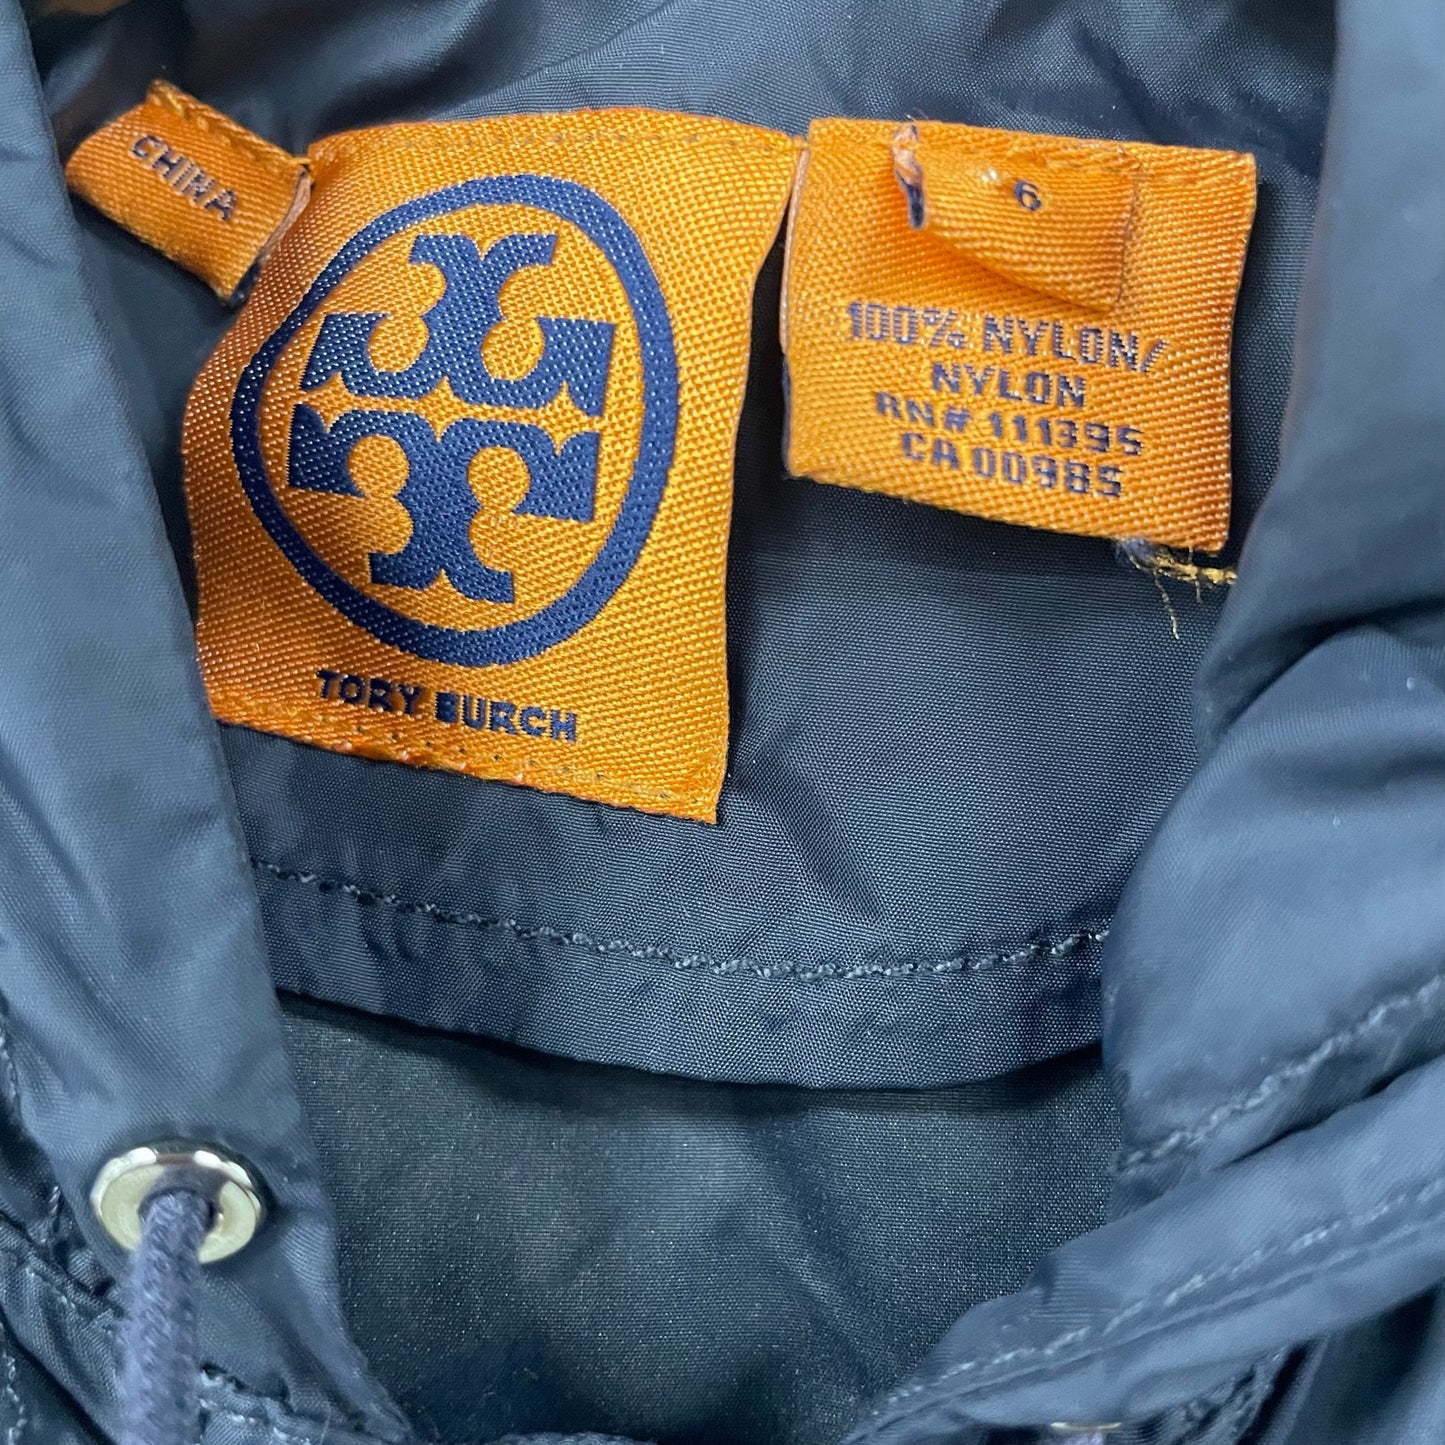 CHINA
TORY BURCH
6
100% NYLON/
NYLON
RN# 111395
CA 00985